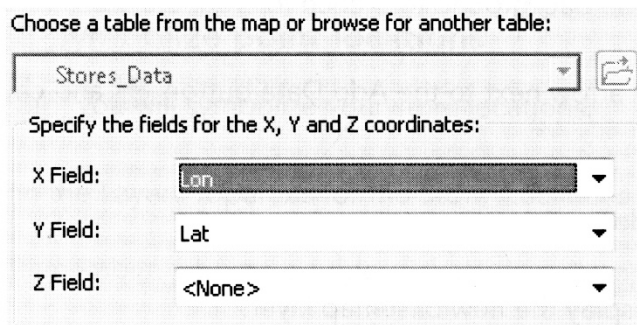 Choose a table from the map or browse for another table:
Stores_Data
Specify the fields for the X, Y and Z coordinates:
X Field: Lon
Y Field: Lat
Z Field: <None>